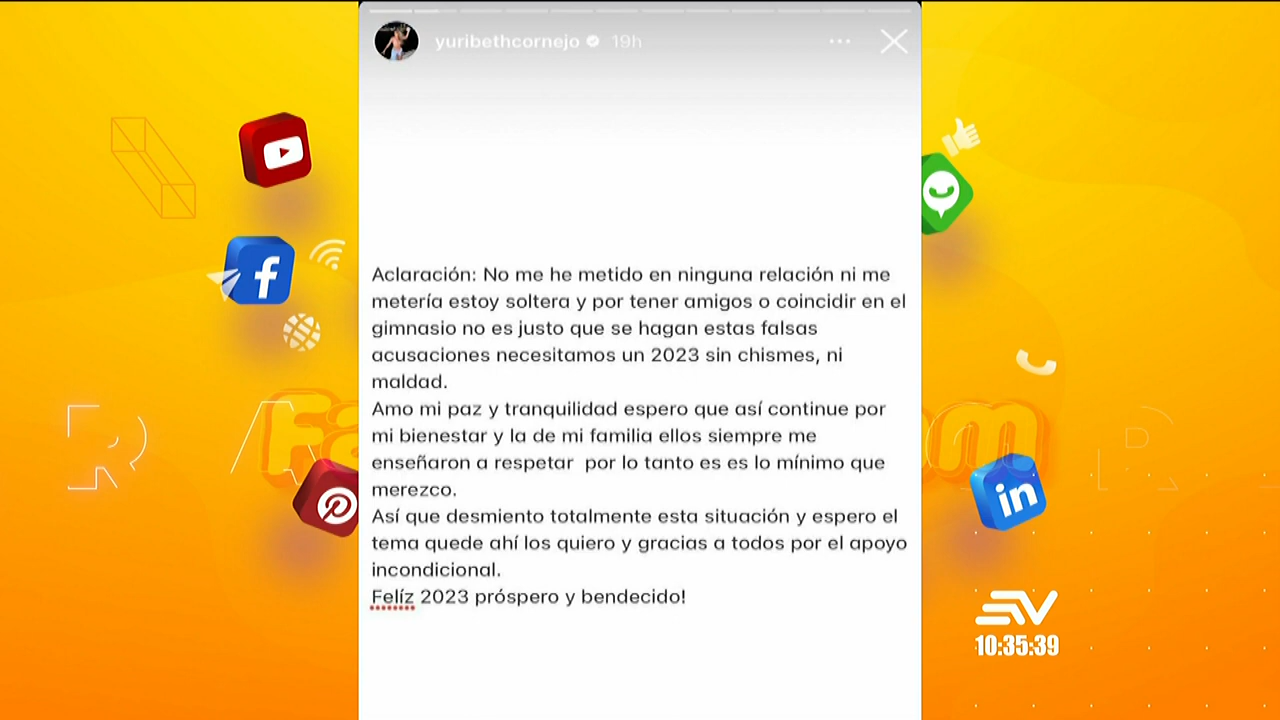 yuribethcornejo 19h
Aclaración: No me he metido en ninguna relación ni me
metería estoy soltera y por tener amigos o coincidir en el
gimnasio no es justo que se hagan estas falsas
acusaciones necesitamos un 2023 sin chismes, ni
maldad.
Amo mi paz y tranquilidad espero que así continue por
mi bienestar y la de mi familia ellos siempre me
enseñaron a respetar por lo tanto es es lo mínimo que
merezco.
Así que desmiento totalmente esta situación y espero el
tema quede ahí los quiero y gracias a todos por el apoyo
incondicional.
Felíz 2023 próspero y bendecido!
10:35:39